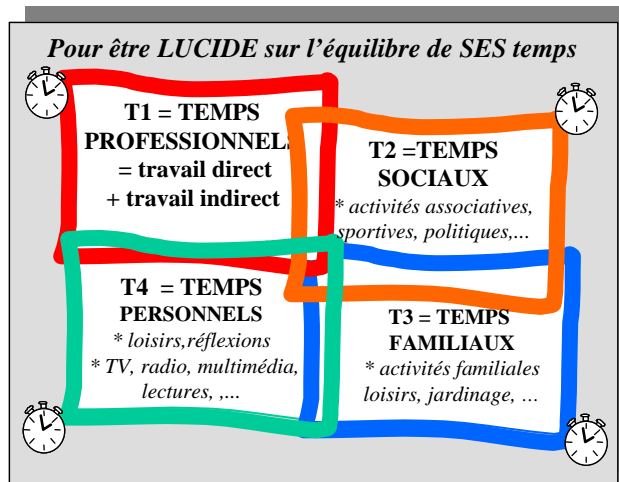 Pour être LUCIDE sur l'équilibre de SES temps
T1 = TEMPS
PROFESSIONNELS
= travail direct
+ travail indirect
T2 =TEMPS
SOCIAUX
* activités associatives,
sportives, politiques,...
T4 = TEMPS
PERSONNELS
* loisirs,réflexions
* TV, radio, multimédia,
lectures, ,...
T3 = TEMPS
FAMILIAUX
* activités familiales
loisirs, jardinage, …